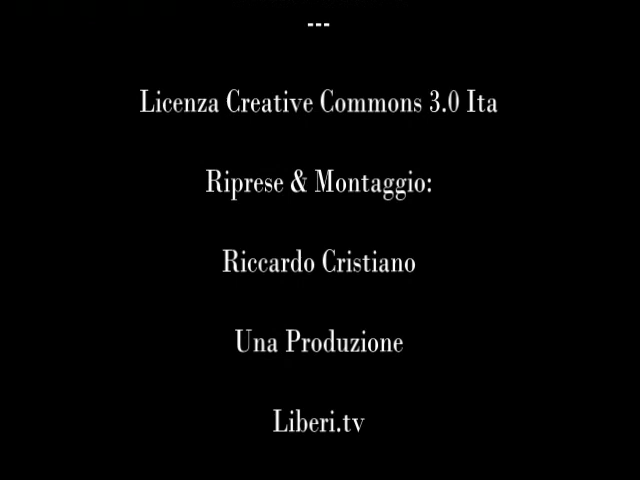 ---
Licenza Creative Commons 3.0 Ita
Riprese & Montaggio:
Riccardo Cristiano
Una Produzione
Liberi.tv